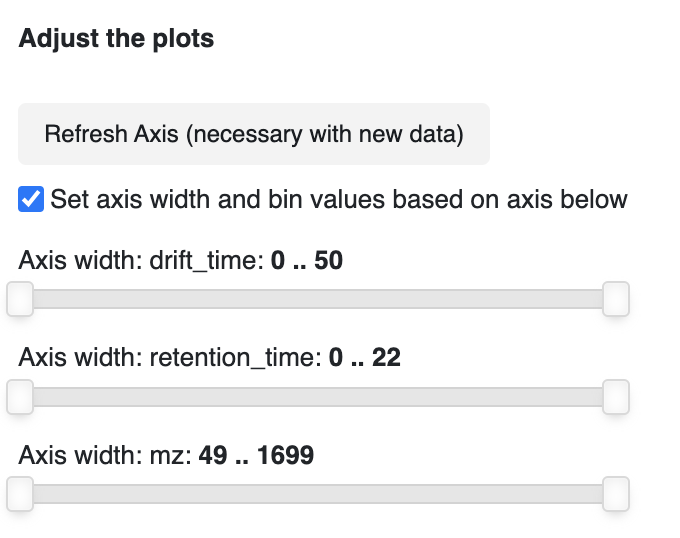 Adjust the plots
Refresh Axis (necessary with new data)
Set axis width and bin values based on axis below
Axis width: drift_time: 0 .. 50
Axis width: retention_time: 0 .. 22
Axis width: mz: 49 .. 1699